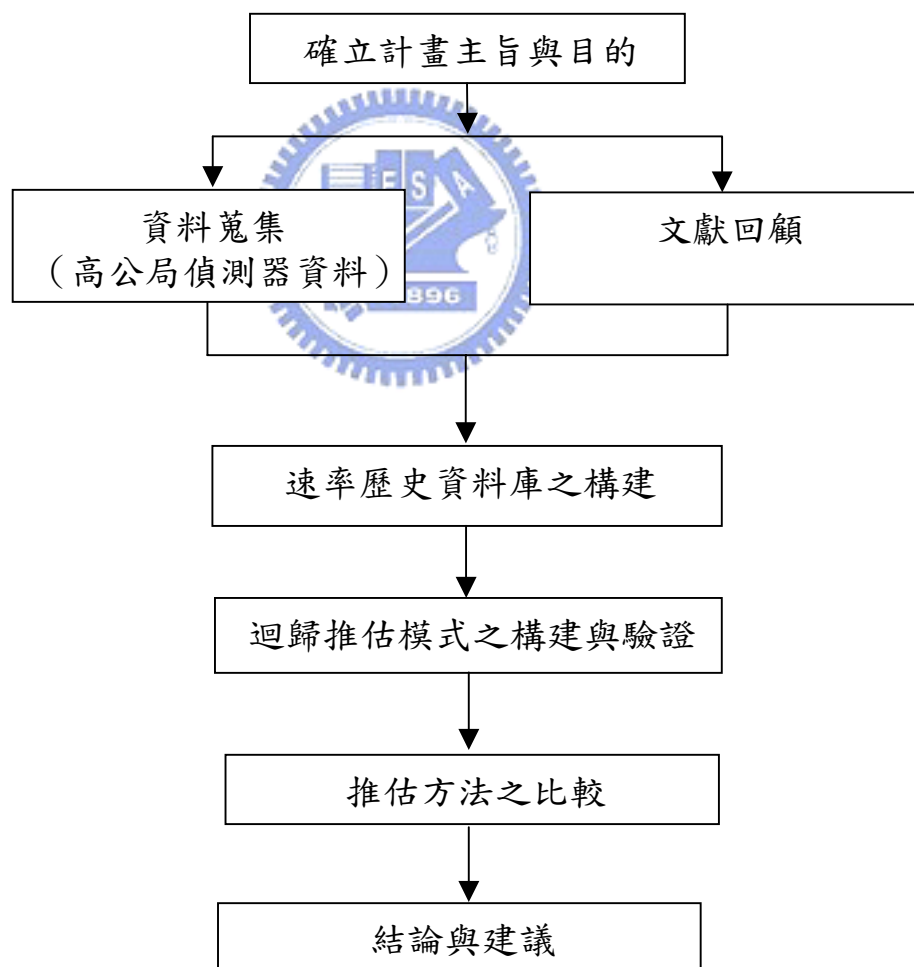 確立計畫主旨與目的
資料蒐集
（高公局偵測器資料）
文獻回顧
E S A
896
速率歷史資料庫之構建
迴歸推估模式之構建與驗證
推估方法之比較
結論與建議